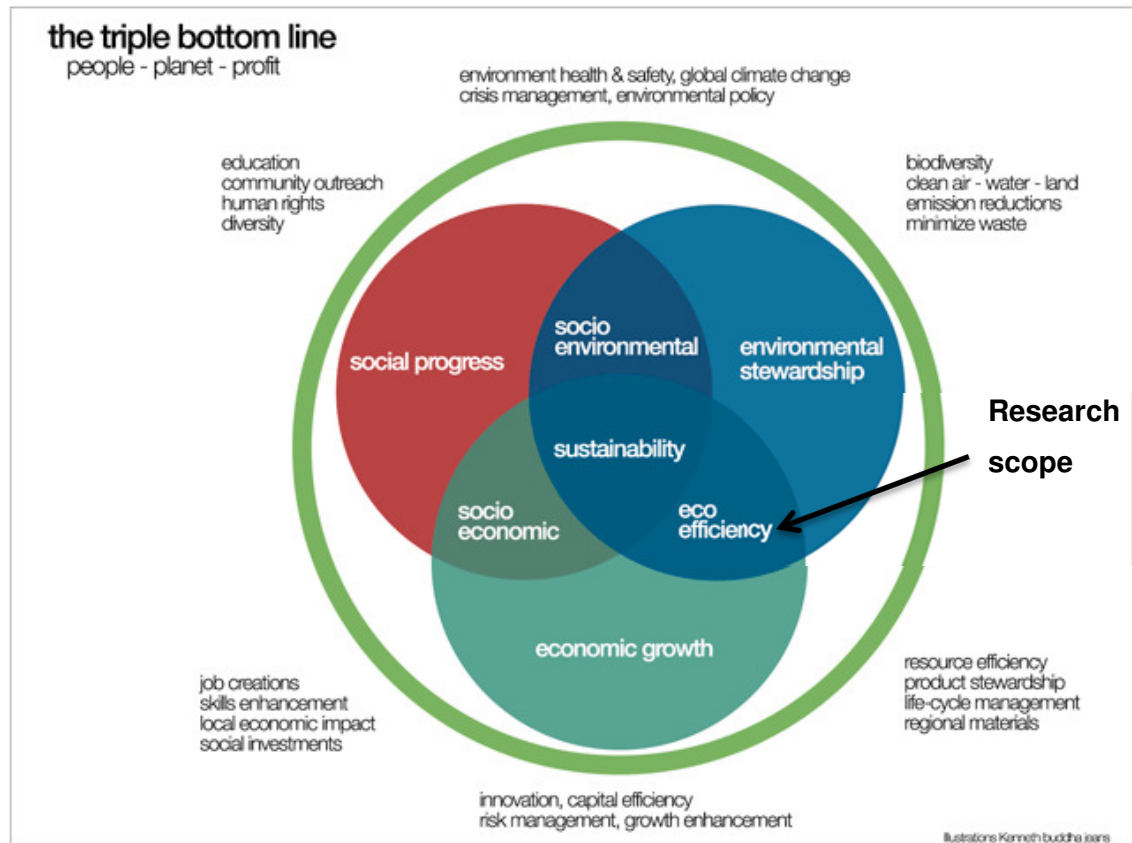 the triple bottom line
people - planet - profit
environment health & safety, global climate change
crisis management, environmental policy
education
community outreach
human rights
diversity
biodiversity
clean air - water - land
emission reductions
minimize waste
socio
environmental
social progress
environmental
stewardship
Research
scope
sustainability
socio
economic
eco
efficiency
economic growth
job creations
skills enhancement
local economic impact
social investments
resource efficiency
product stewardship
life-cycle management
regional materials
innovation, capital efficiency
risk management, growth enhancement
Illustrations Kenneth buddha jeans